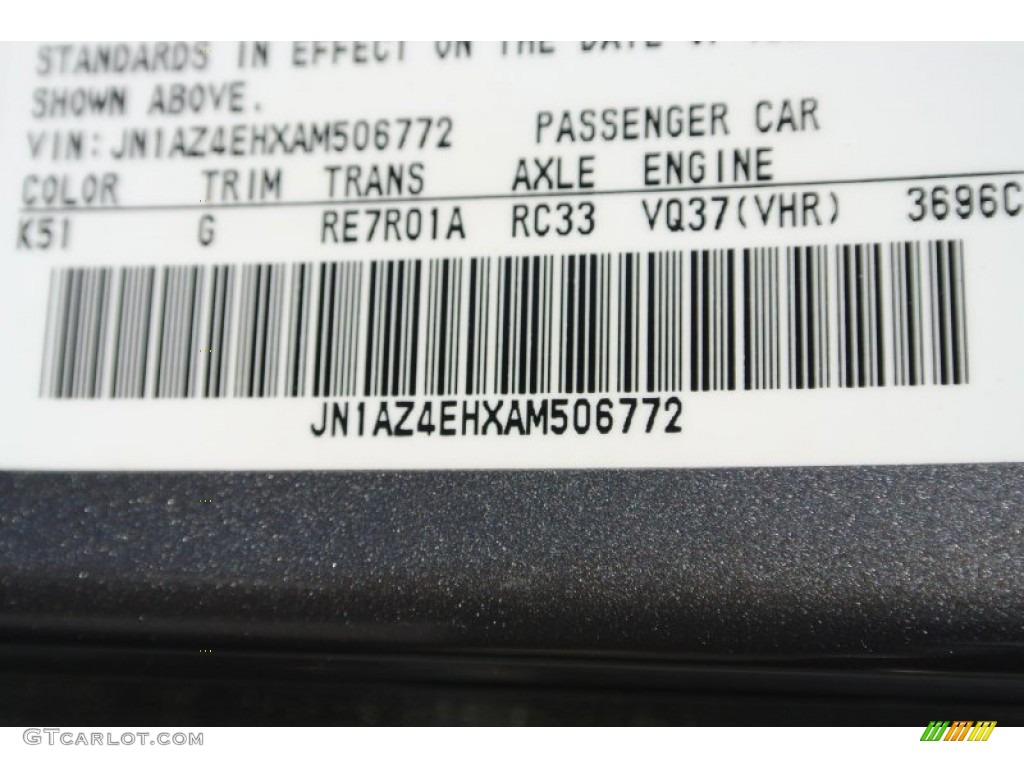 STANDARDS IN EFFECT ON THE DATE OF
SHOWN ABOVE.
VIN:JN1AZ4EHXAM506772 PASSENGER CAR
COLOR TRIM TRANS AXLE ENGINE
K51 G RE7R01A RC33 VQ37(VHR) 3696C
JN1AZ4EHXAM506772
GTCARLOT.COM